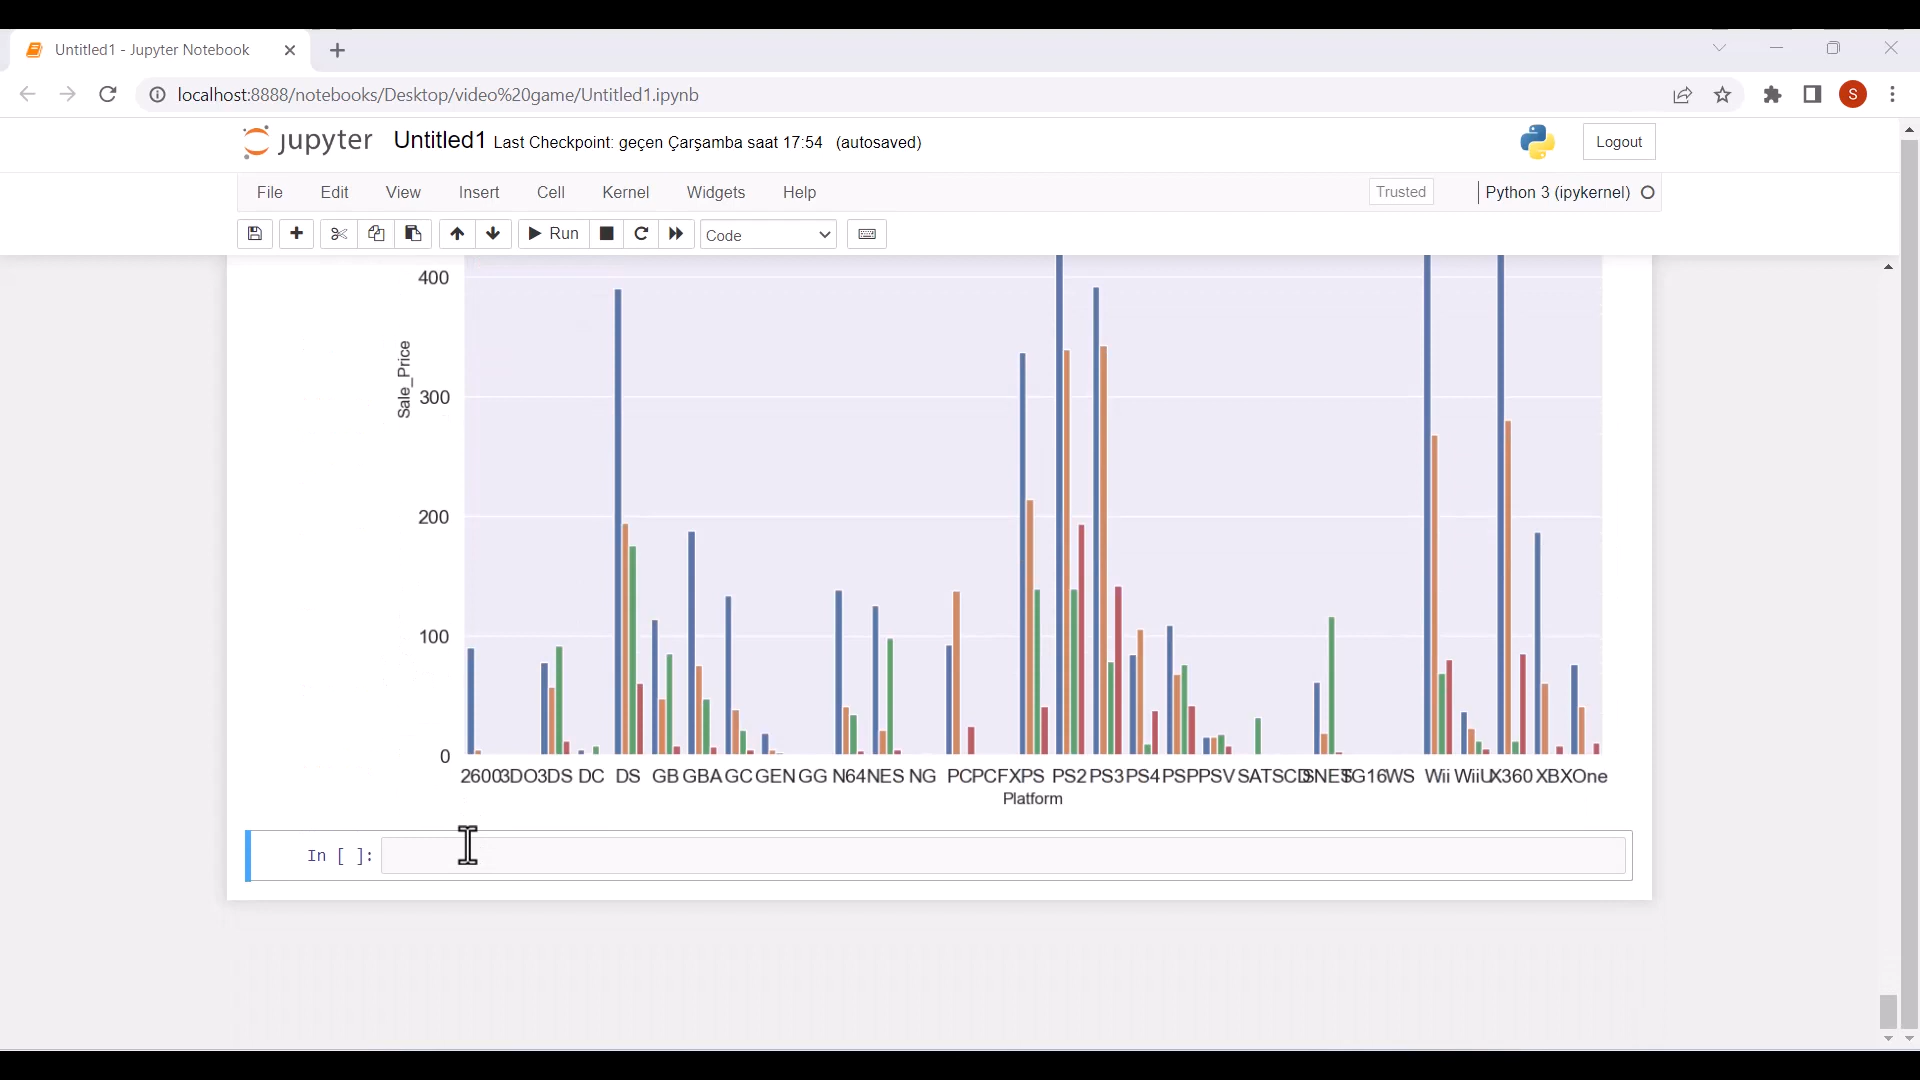 Untitled1 - Jupyter Notebook
localhost:8888/notebooks/Desktop/video%20game/Untitled1.ipynb
S
jupyter Untitled1 Last Checkpoint: geçen Çarşamba saat 17:54 (autosaved)
Logout
File Edit View Insert Cell Kernel Widgets Help
Trusted
Python 3 (ipykernel)
Run
Code
400
300
200
100
0
Sale_Price
2600 3DO 3DS DC DS GB GBA GC GEN GG N64 NES NG PC PCFX PS PS2 PS3 PS4 PSP PSV SAT SCD SNES TG16 WS Wii WiiU X360 XB XOne
Platform
In [ ]: